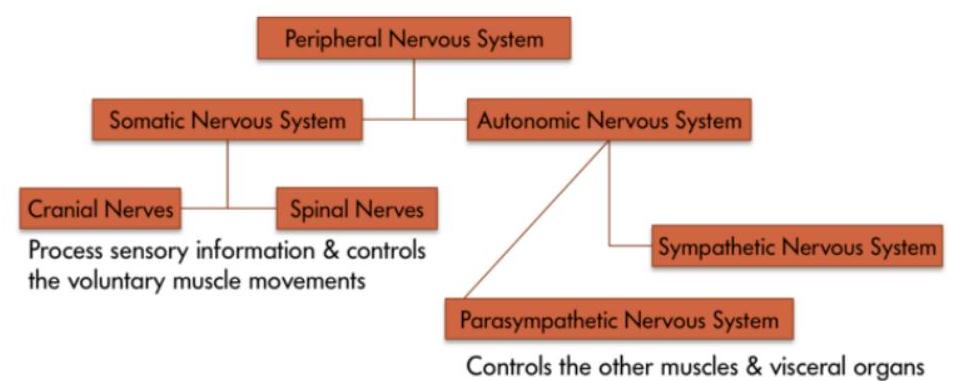 Peripheral Nervous System
Somatic Nervous System
Autonomic Nervous System
Cranial Nerves
Spinal Nerves
Process sensory information & controls
the voluntary muscle movements
Sympathetic Nervous System
Parasympathetic Nervous System
Controls the other muscles & visceral organs